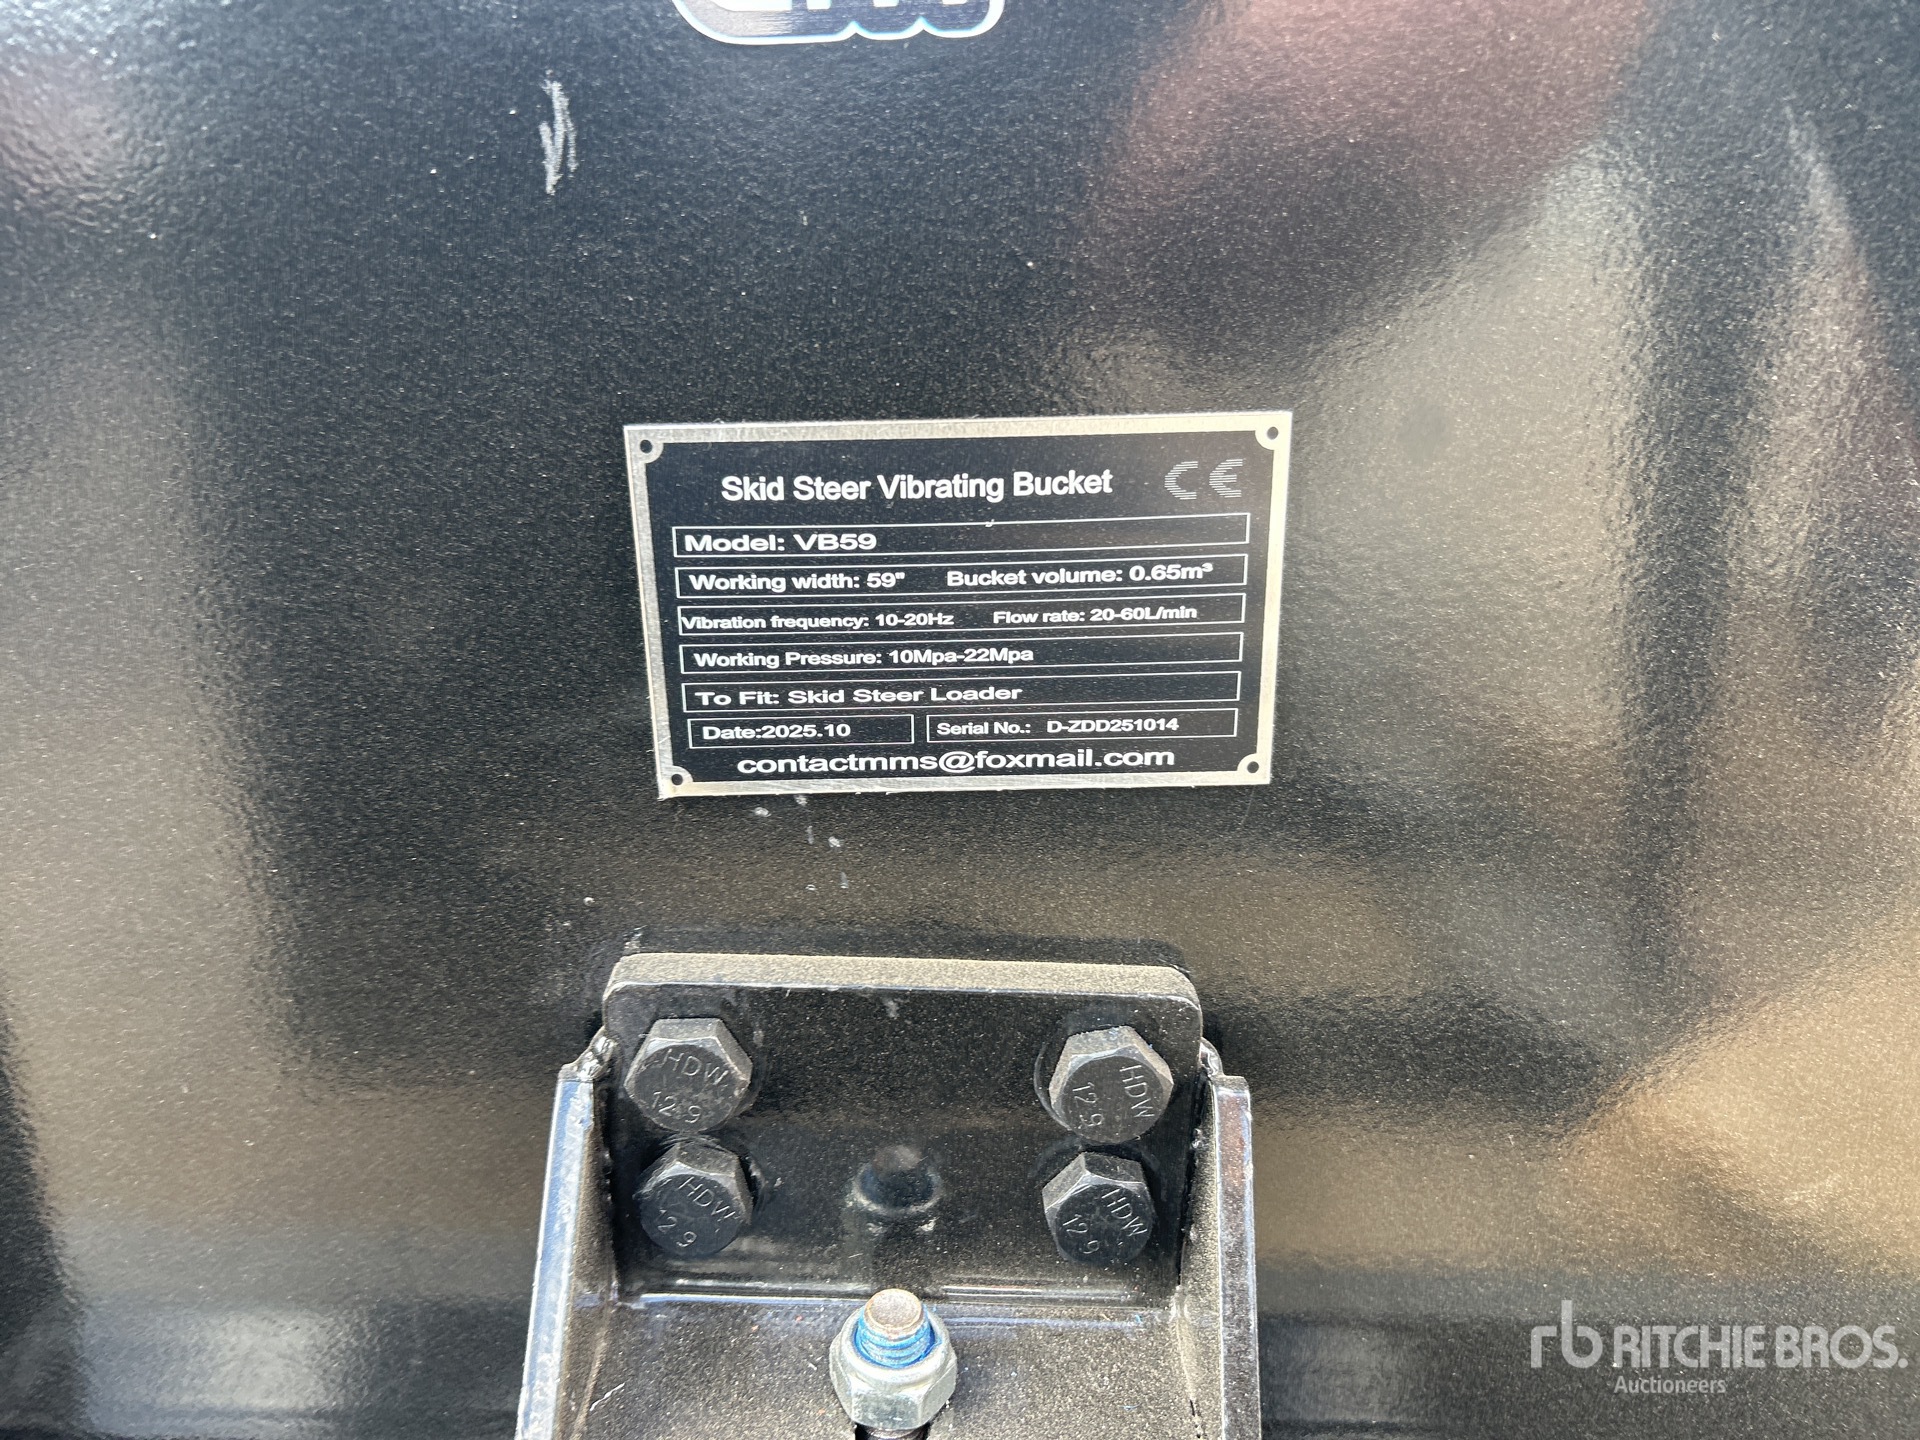 Skid Steer Vibrating Bucket CE
Model: VB59
Working width: 59" Bucket volume: 0.65m³
Vibration frequency: 10-20Hz Flow rate: 20-60L/min
Working Pressure: 10Mpa-22Mpa
To Fit: Skid Steer Loader
Date:2025.10 Serial No.: D-ZDD251014
contactmms@foxmail.com
HDW
12.9
HDW
12.9
HDW
12.9
HDW
12.9
rb RITCHIE BROS.
Auctioneers